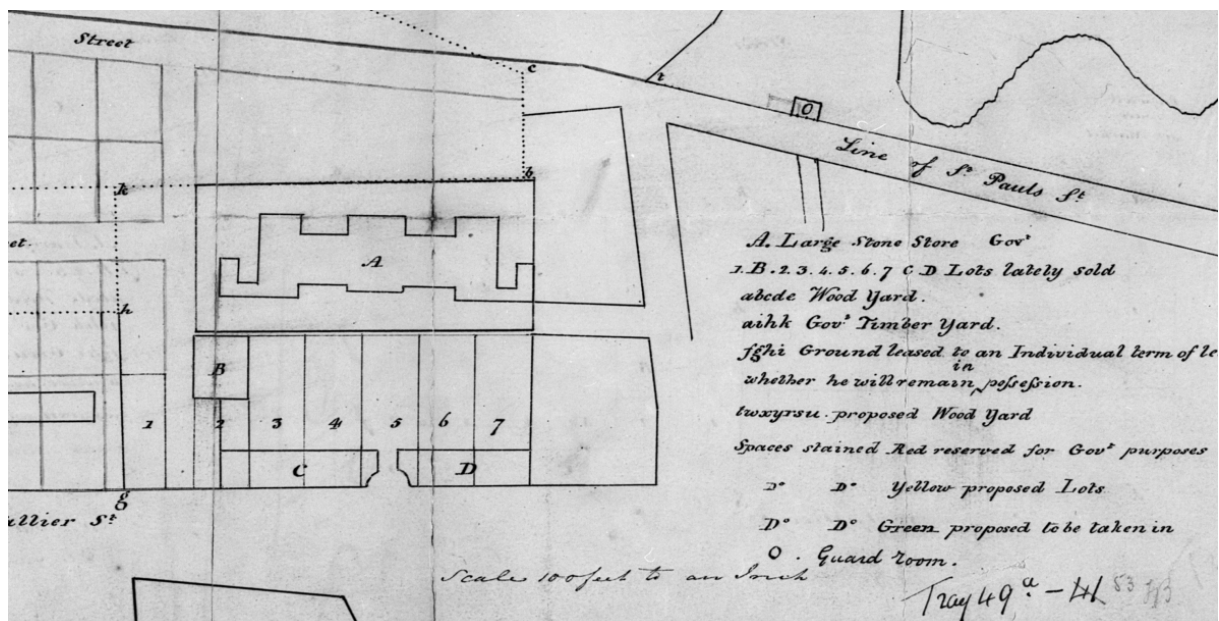 Street
c
t
O
Line of St Pauls St
k
b
A
A. Large Stone Store Govt
1. B. 2. 3. 4. 5. 6. 7 C D Lots lately sold
abcde Wood Yard.
aihk Govt Timber Yard.
fghi Ground leased to an Individual term of le
whether he will remain in possession.
twxyrsu. proposed Wood Yard
Spaces stained Red reserved for Govt purposes
Do Do Yellow proposed Lots
Do Do Green proposed to be taken in
O. Guard room.
et
h
B
1 2 3 4 5 6 7
C D
g
ullier St
Scale 100 feet to an Inch
Tray 49 a - 41